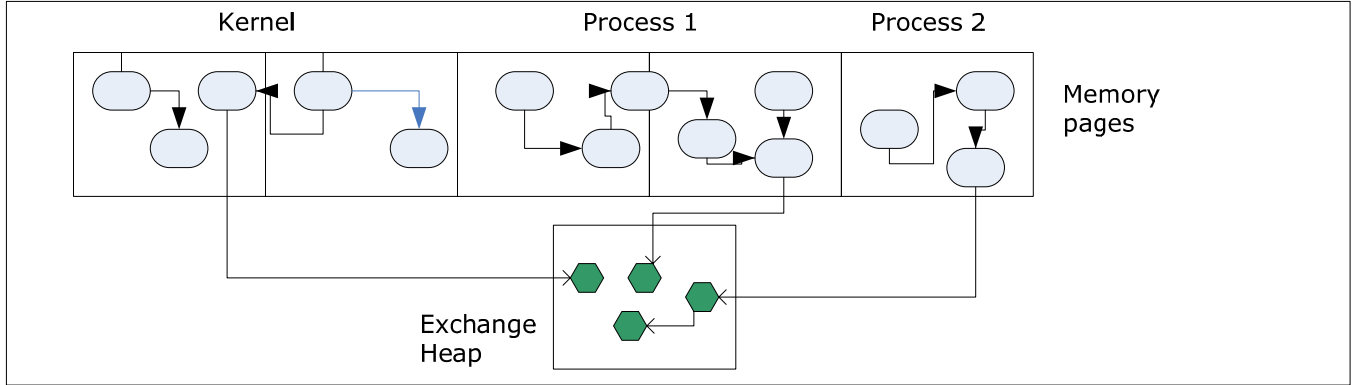 Kernel
Process 1
Process 2
Memory
pages
Exchange
Heap